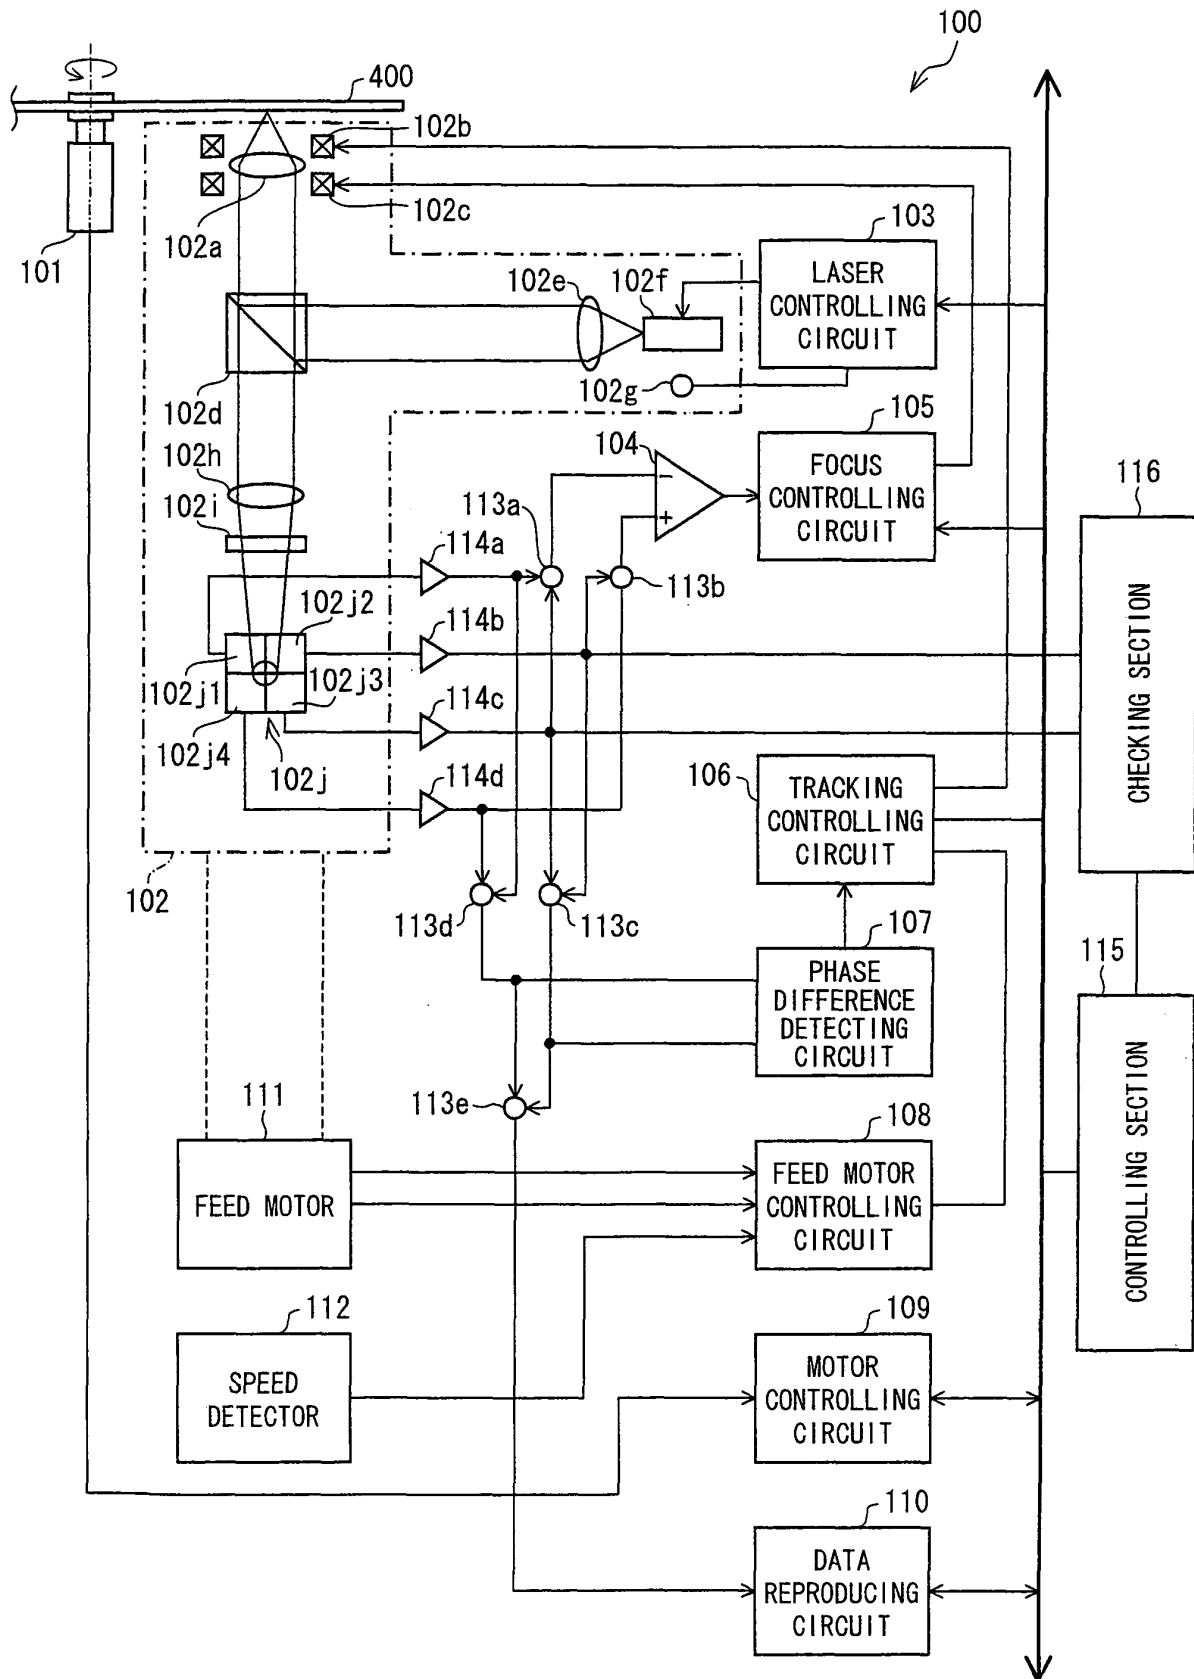 100
400
102b
102c
102a
101
103
LASER
CONTROLLING
CIRCUIT
102e
102f
102g
102d
105
104
FOCUS
CONTROLLING
CIRCUIT
−
+
102h
102i
113a
116
CHECKING SECTION
114a
113b
102j2
114b
102j1
102j3
114c
102j4
102j
114d
106
TRACKING
CONTROLLING
CIRCUIT
102
113d
113c
107
PHASE
DIFFERENCE
DETECTING
CIRCUIT
115
CONTROLLING SECTION
111
FEED MOTOR
113e
108
FEED MOTOR
CONTROLLING
CIRCUIT
112
SPEED
DETECTOR
109
MOTOR
CONTROLLING
CIRCUIT
110
DATA
REPRODUCING
CIRCUIT